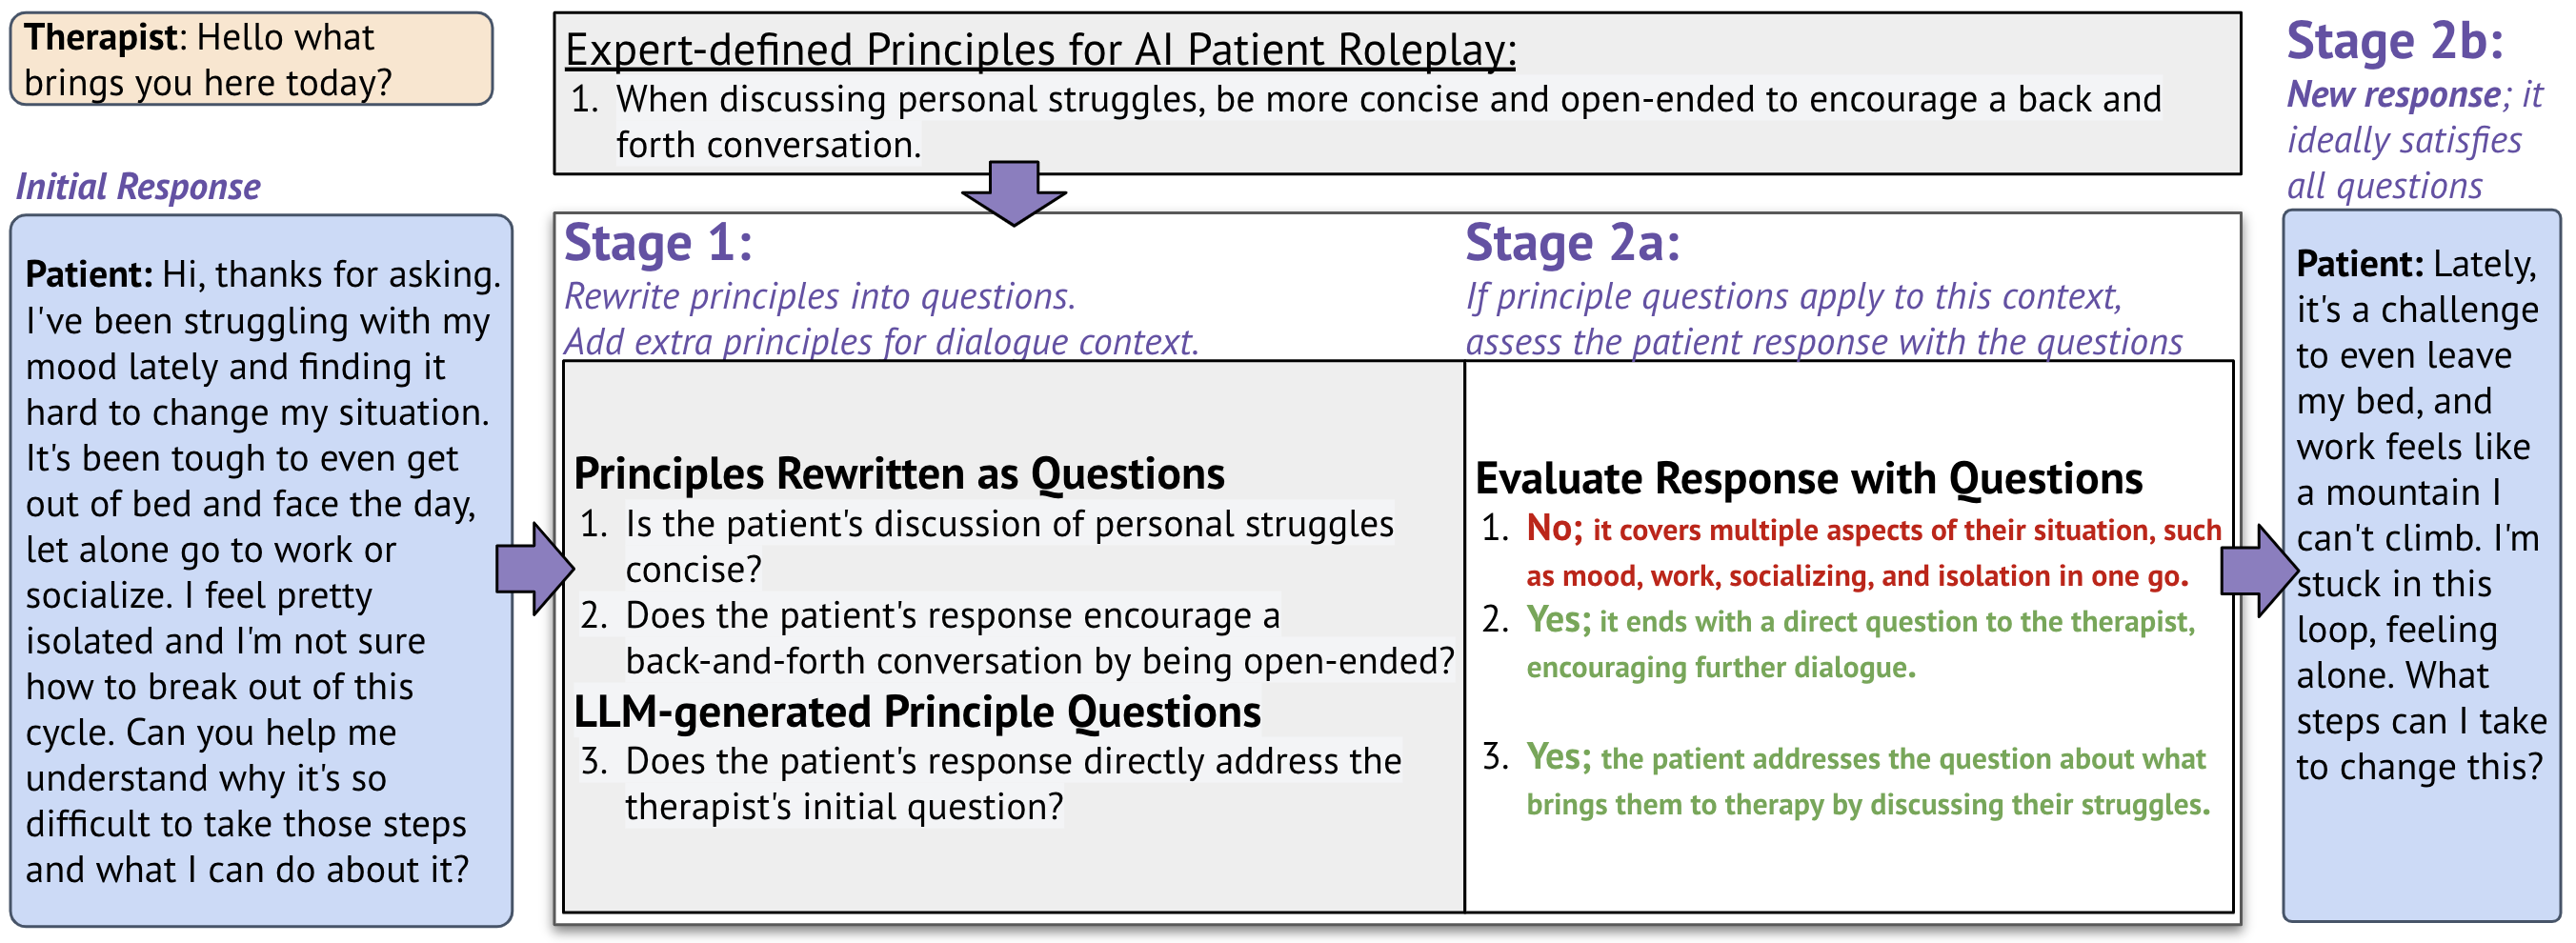 Therapist: Hello what
brings you here today?
Initial Response
Patient: Hi, thanks for asking.
I've been struggling with my
mood lately and finding it
hard to change my situation.
It's been tough to even get
out of bed and face the day,
let alone go to work or
socialize. I feel pretty
isolated and I'm not sure
how to break out of this
cycle. Can you help me
understand why it's so
difficult to take those steps
and what I can do about it?
Expert-defined Principles for AI Patient Roleplay:
1. When discussing personal struggles, be more concise and open-ended to encourage a back and
forth conversation.
Stage 1:
Rewrite principles into questions.
Add extra principles for dialogue context.
Principles Rewritten as Questions
1. Is the patient's discussion of personal struggles
concise?
2. Does the patient's response encourage a
back-and-forth conversation by being open-ended?
LLM-generated Principle Questions
3. Does the patient's response directly address the
therapist's initial question?
Stage 2a:
If principle questions apply to this context,
assess the patient response with the questions
Evaluate Response with Questions
1. No; it covers multiple aspects of their situation, such
as mood, work, socializing, and isolation in one go.
2. Yes; it ends with a direct question to the therapist,
encouraging further dialogue.
3. Yes; the patient addresses the question about what
brings them to therapy by discussing their struggles.
Stage 2b:
New response; it
ideally satisfies
all questions
Patient: Lately,
it's a challenge
to even leave
my bed, and
work feels like
a mountain I
can't climb. I'm
stuck in this
loop, feeling
alone. What
steps can I take
to change this?